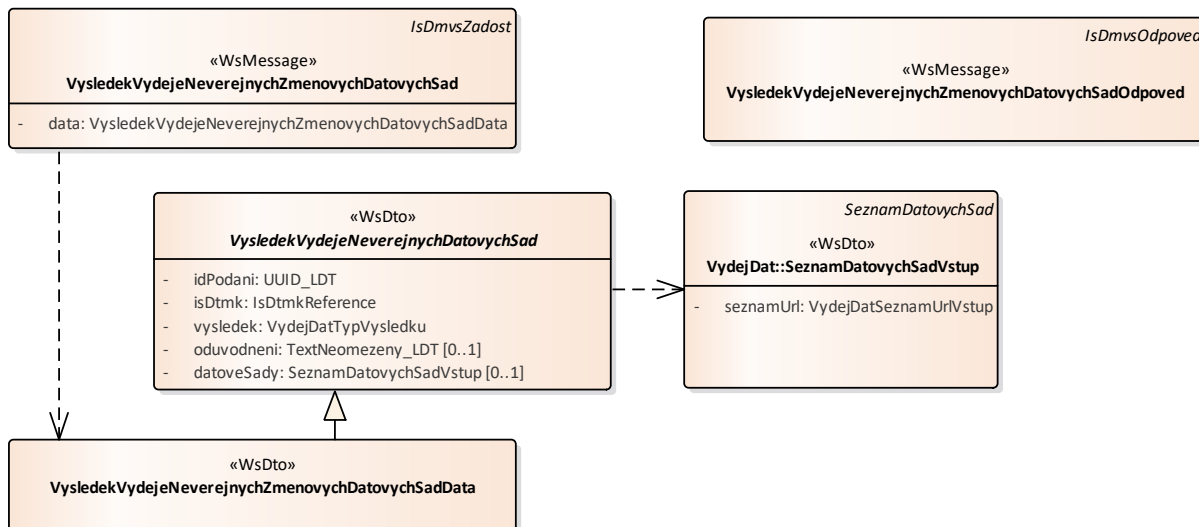 IsDmvsZadost
«WsMessage»
VysledekVydejeNeverejnychZmenovychDatovychSad
- data: VysledekVydejeNeverejnychZmenovychDatovychSadData
IsDmvsOdpoved
«WsMessage»
VysledekVydejeNeverejnychZmenovychDatovychSadOdpoved
«WsDto»
VysledekVydejeNeverejnychDatovychSad
- idPodani: UUID_LDT
- isDtmk: IsDtmkReference
- vysledek: VydejDatTypVysledku
- oduvodneni: TextNeomezeny_LDT [0..1]
- datoveSady: SeznamDatovychSadVstup [0..1]
SeznamDatovychSad
«WsDto»
VydejDat::SeznamDatovychSadVstup
- seznamUrl: VydejDatSeznamUrlVstup
«WsDto»
VysledekVydejeNeverejnychZmenovychDatovychSadData